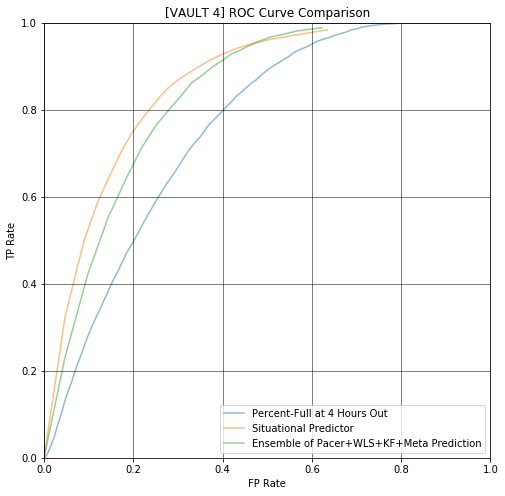 [VAULT 4] ROC Curve Comparison
1.0
0.8
0.6
0.4
0.2
0.0
TP Rate
0.0 0.2 0.4 0.6 0.8 1.0
FP Rate
Percent-Full at 4 Hours Out
Situational Predictor
Ensemble of Pacer+WLS+KF+Meta Prediction